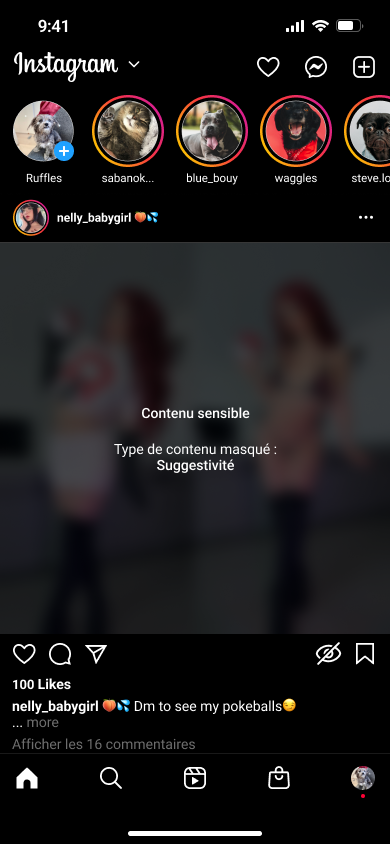 9:41
Instagram
Ruffles
sabanok...
blue_bouy
waggles
steve.lo
nelly_babygirl 🍑💦
Contenu sensible
Type de contenu masqué :
Suggestivité
100 Likes
nelly_babygirl 🍑💦 Dm to see my pokeballs😏
... more
Afficher les 16 commentaires